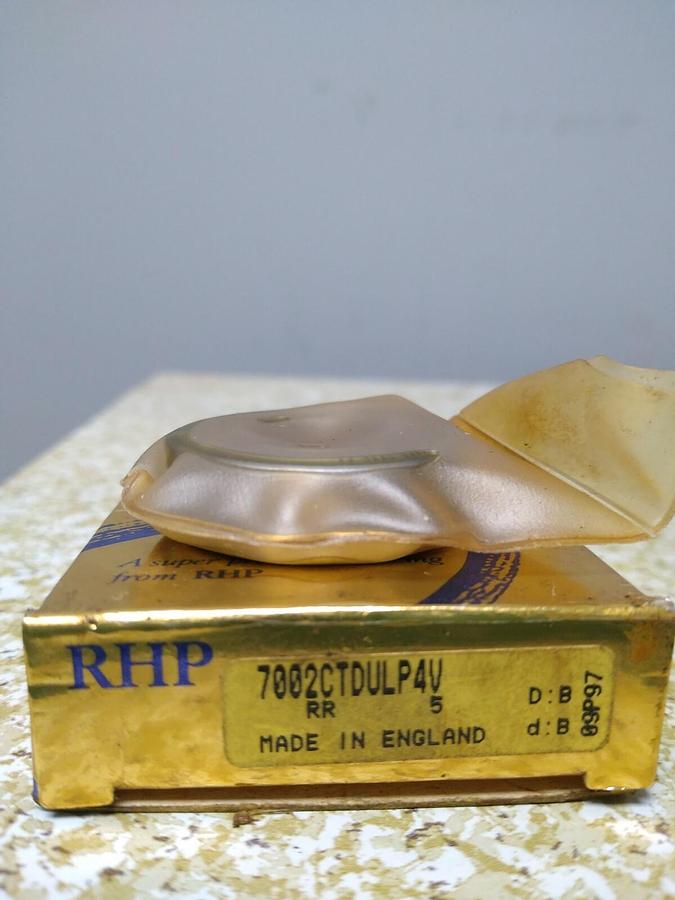 A super
from RHP
RHP
7002CTDULP4V
RR 5
MADE IN ENGLAND
D:B
d:B
09P97